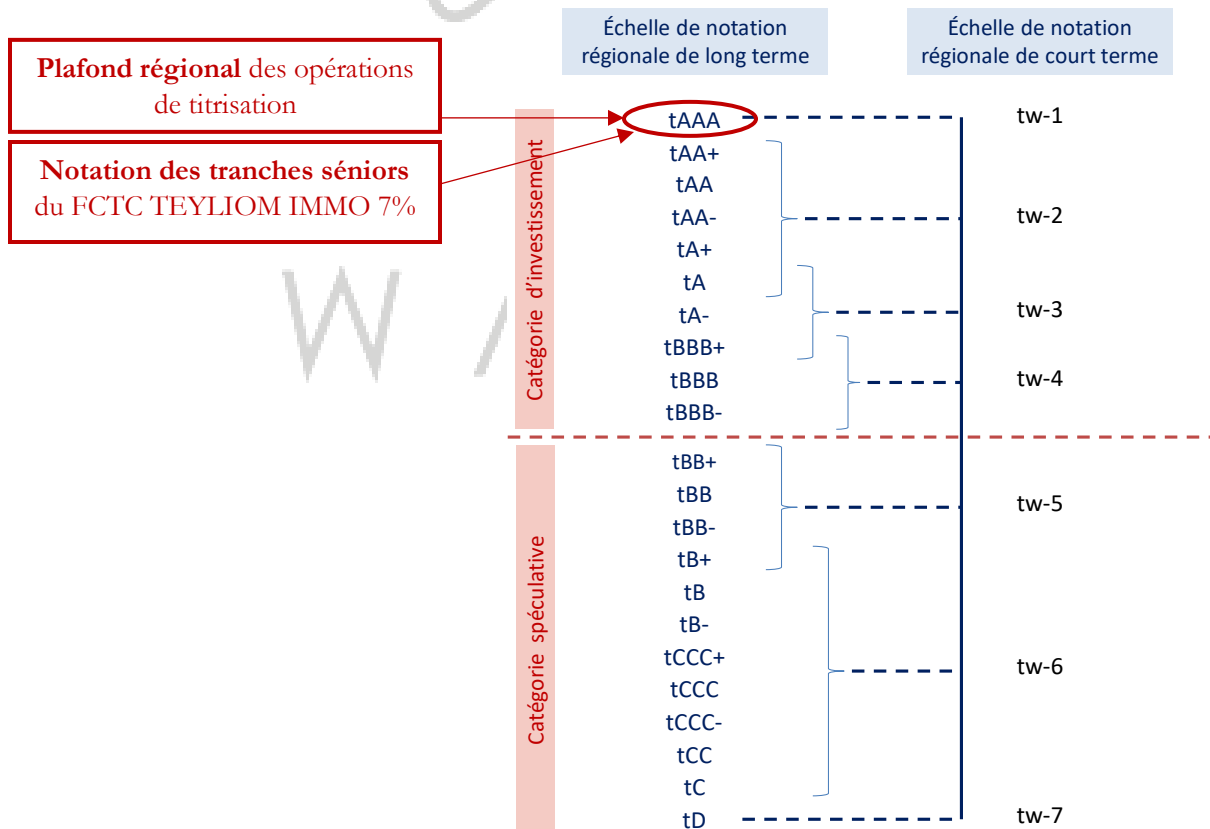 Échelle de notation
régionale de long terme
Échelle de notation
régionale de court terme
Plafond régional des opérations
de titrisation
Notation des tranches séniors
du FCTC TEYLIOM IMMO 7%
Catégorie d'investissement
tAAA
tw-1
tAA+
tAA
tAA-
tw-2
tA+
tA
tA-
tw-3
tBBB+
tBBB
tw-4
tBBB-
Catégorie spéculative
tBB+
tBB
tw-5
tBB-
tB+
tB
tB-
tCCC+
tw-6
tCCC
tCCC-
tCC
tC
tD
tw-7
W